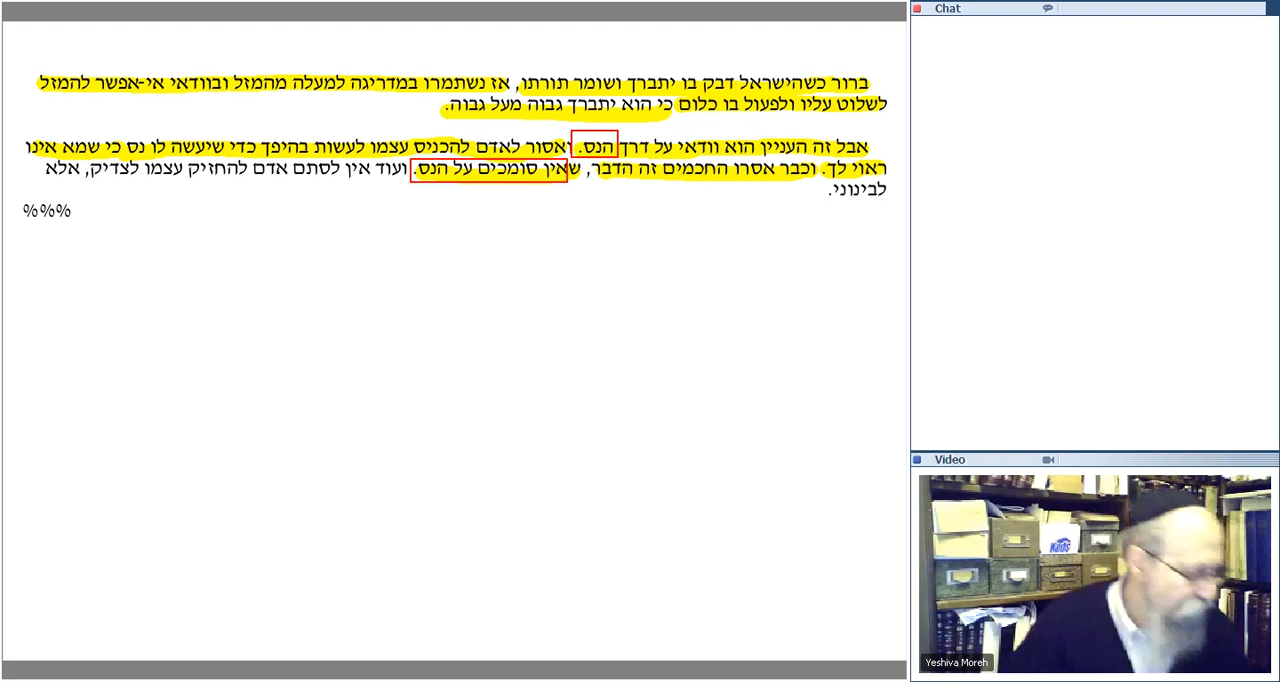 Chat
ברור כשהישראל דבק בו יתברך ושומר תורתו, אז נשתמרו במדריגה למעלה מהמזל ובוודאי אי-אפשר להמזל
לשלוט עליו ולפעול בו כלום כי הוא יתברך גבוה מעל גבוה.
אבל זה העניין הוא וודאי על דרך הנס. ואסור לאדם להכניס עצמו לעשות בהיפך כדי שיעשה לו נס כי שמא אינו
ראוי לך. וכבר אסרו החכמים זה הדבר, שאין סומכים על הנס. ועוד אין לסתם אדם להחזיק עצמו לצדיק, אלא
לבינוני.
%%%
Video
Keds
Yeshiva Moreh